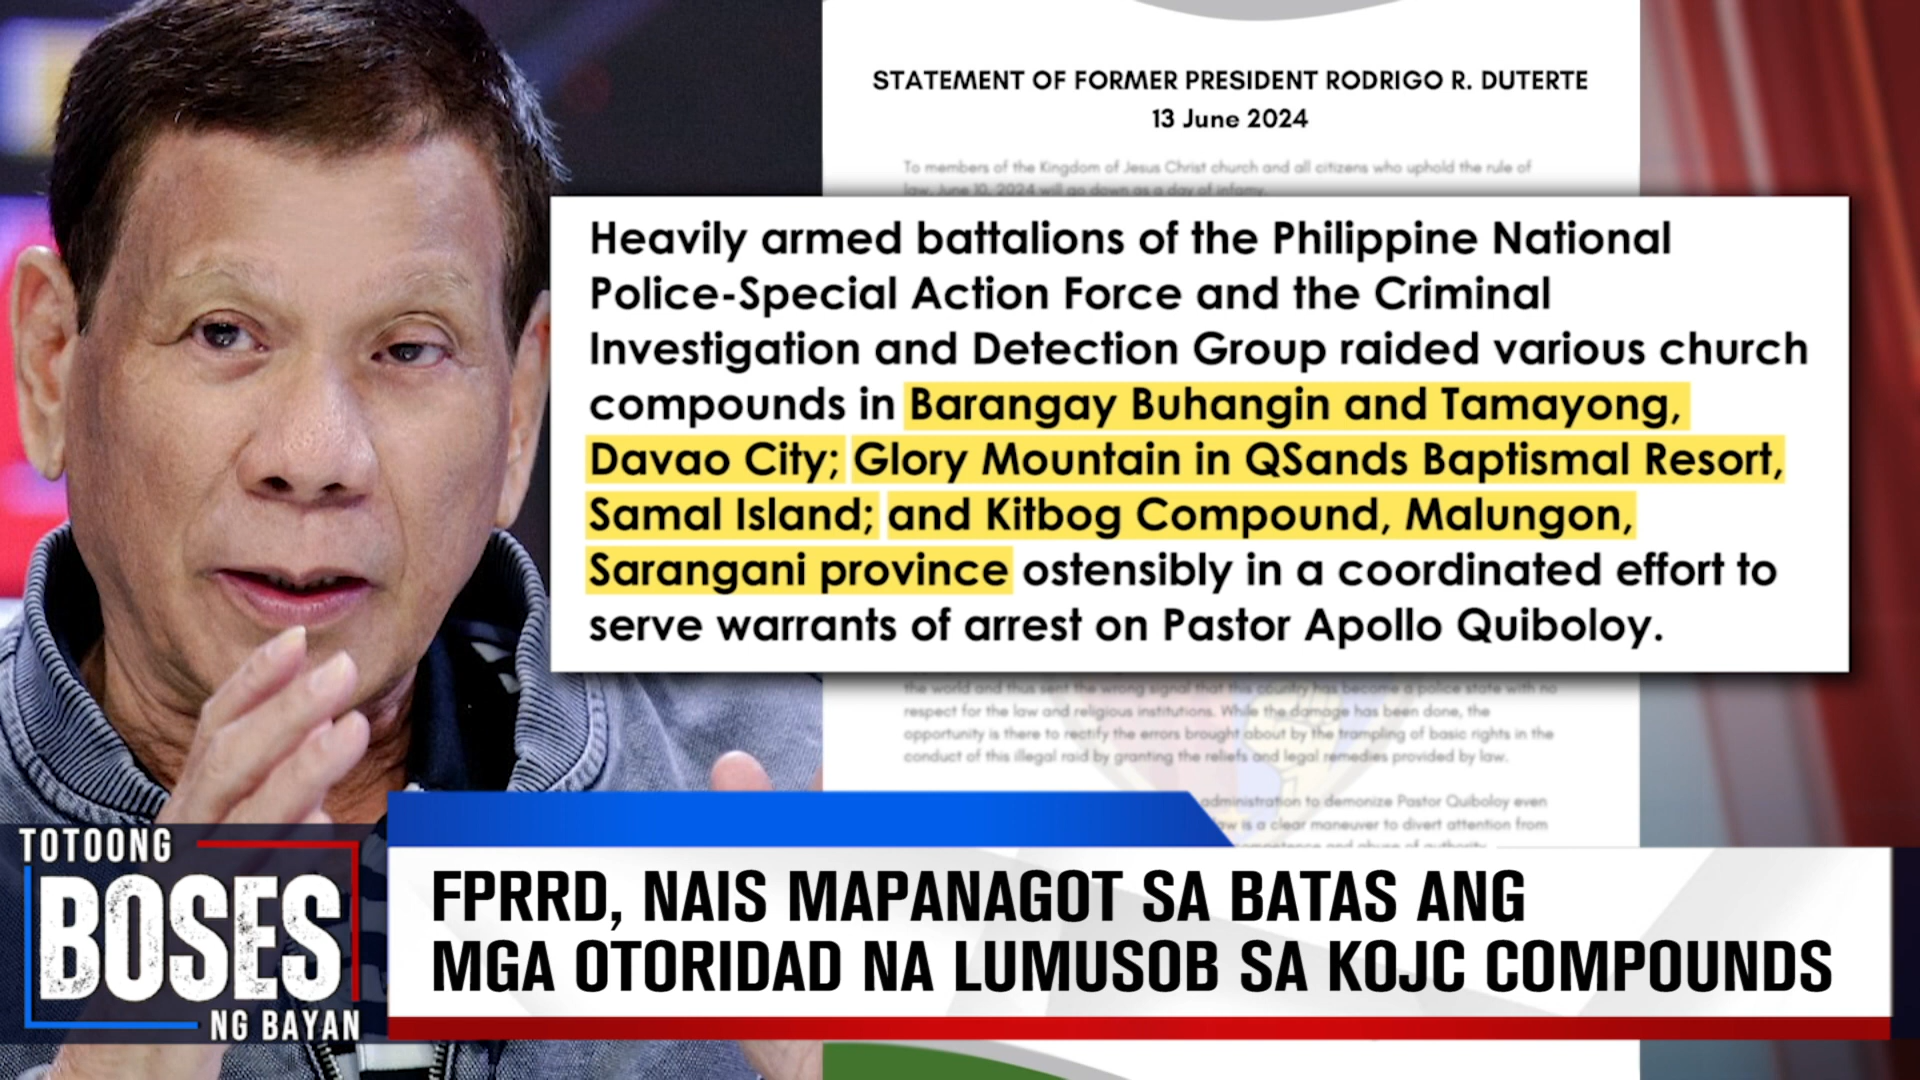 STATEMENT OF FORMER PRESIDENT RODRIGO R. DUTERTE
13 June 2024
To members of the Kingdom of Jesus Christ church and all citizens who uphold the rule of
law, June 10, 2024 will go down as a day of infamy.
Heavily armed battalions of the Philippine National
Police-Special Action Force and the Criminal
Investigation and Detection Group raided various church
compounds in Barangay Buhangin and Tamayong,
Davao City; Glory Mountain in QSands Baptismal Resort,
Samal Island; and Kitbog Compound, Malungon,
Sarangani province ostensibly in a coordinated effort to
serve warrants of arrest on Pastor Apollo Quiboloy.
the world and thus sent the wrong signal that this country has become a police state with no
respect for the law and religious institutions. While the damage has been done, the
opportunity is there to rectify the errors brought about by the trampling of basic rights in the
conduct of this illegal raid by granting the reliefs and legal remedies provided by law.
administration to demonize Pastor Quiboloy even
law is a clear maneuver to divert attention from
and abuse of authority
TOTOONG
BOSES
NG BAYAN
FPRRD, NAIS MAPANAGOT SA BATAS ANG
MGA OTORIDAD NA LUMUSOB SA KOJC COMPOUNDS